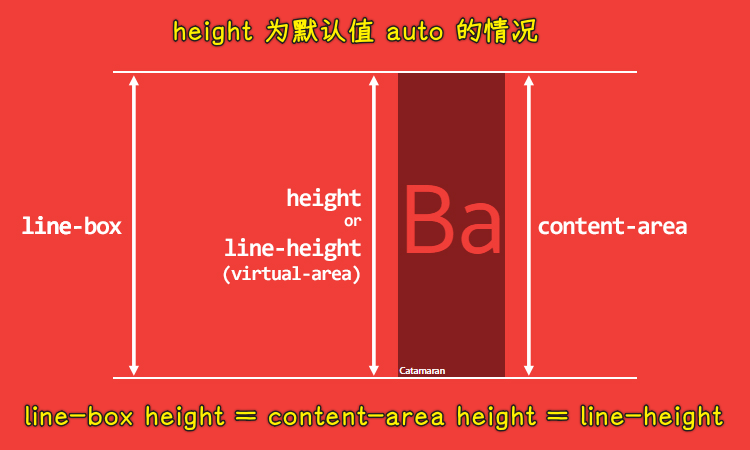 height 为默认值 auto 的情况
line-box
height
or
line-height
(virtual-area)
Ba
content-area
Catamaran
line-box height = content-area height = line-height